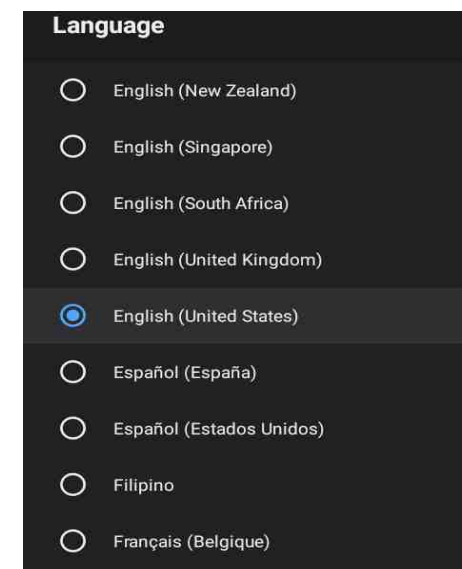 Language
English (New Zealand)
English (Singapore)
English (South Africa)
English (United Kingdom)
English (United States)
Español (España)
Español (Estados Unidos)
Filipino
Français (Belgique)